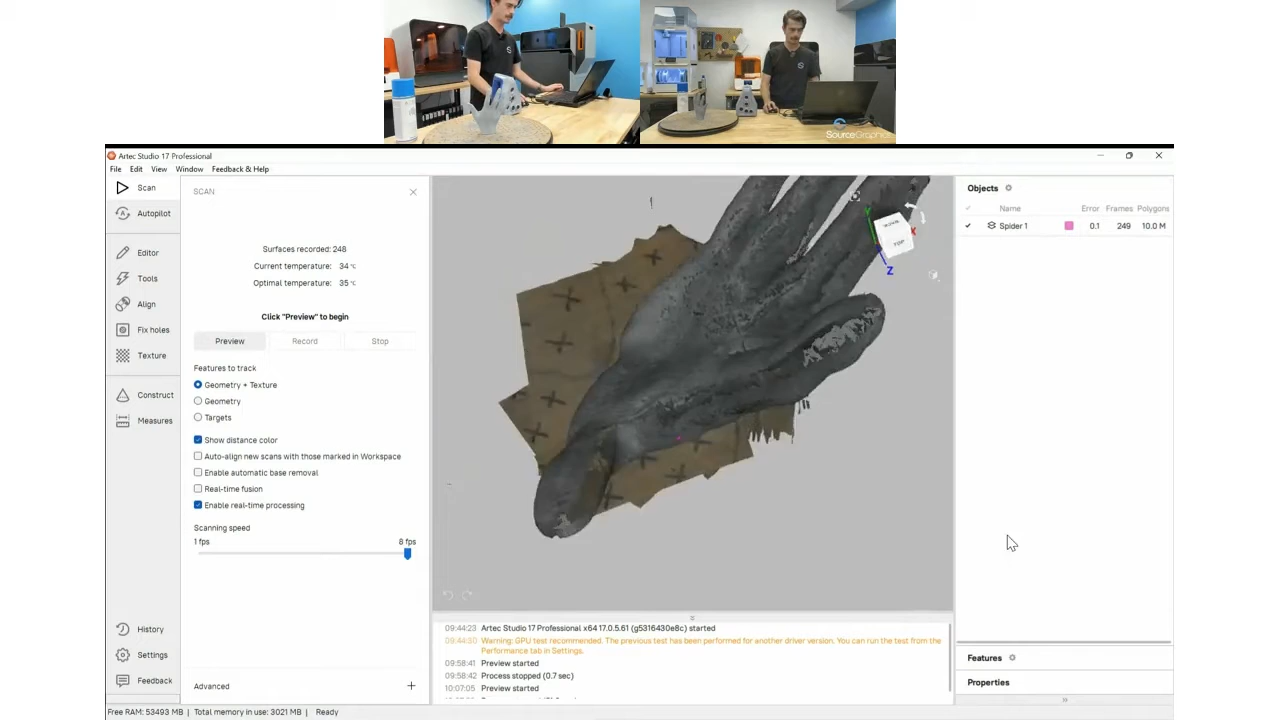 SourceGraphics
Artec Studio 17 Professional
File Edit View Window Feedback & Help
Scan
Autopilot
Editor
Tools
Align
Fix holes
Texture
Construct
Measures
History
Settings
Feedback
SCAN
Surfaces recorded: 248
Current temperature: 34 °C
Optimal temperature: 35 °C
Click "Preview" to begin
Preview Record Stop
Features to track
Geometry + Texture
Geometry
Targets
Show distance color
Auto-align new scans with those marked in Workspace
Enable automatic base removal
Real-time fusion
Enable real-time processing
Scanning speed
1 fps 8 fps
Advanced
TOP
Y
X
Z
09:44:23 Artec Studio 17 Professional x64 17.0.5.61 (g5316430e8c) started
09:44:50 Warning: GPU test recommended. The previous test has been performed for another driver version. You can run the test from the
Performance tab in Settings.
09:58:41 Preview started
09:58:42 Process stopped (0.7 sec)
10:07:05 Preview started
Objects
Name Error Frames Polygons
Spider 1 0.1 249 10.0 M
Features
Properties
Free RAM: 53493 MB | Total memory in use: 3021 MB | Ready